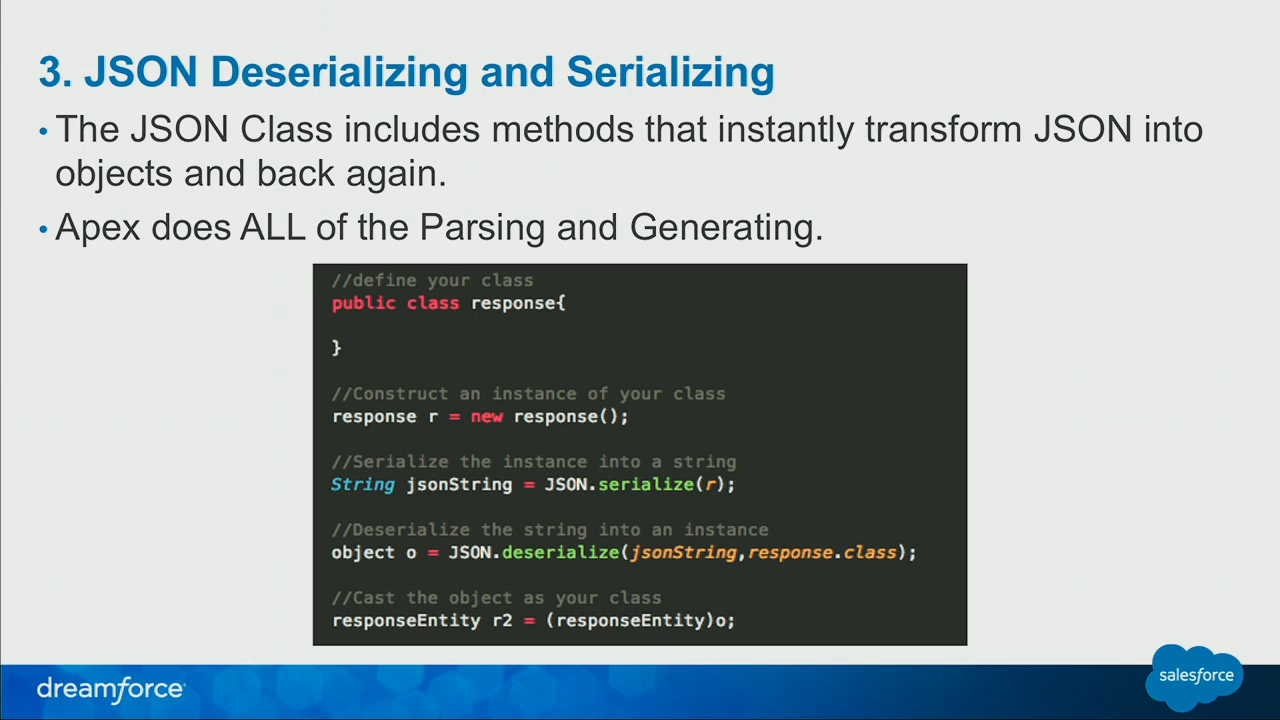 3. JSON Deserializing and Serializing
• The JSON Class includes methods that instantly transform JSON into
objects and back again.
• Apex does ALL of the Parsing and Generating.
//define your class
public class response{
}
//Construct an instance of your class
response r = new response();
//Serialize the instance into a string
String jsonString = JSON.serialize(r);
//Deserialize the string into an instance
object o = JSON.deserialize(jsonString,response.class);
//Cast the object as your class
responseEntity r2 = (responseEntity)o;
dreamforce
salesforce